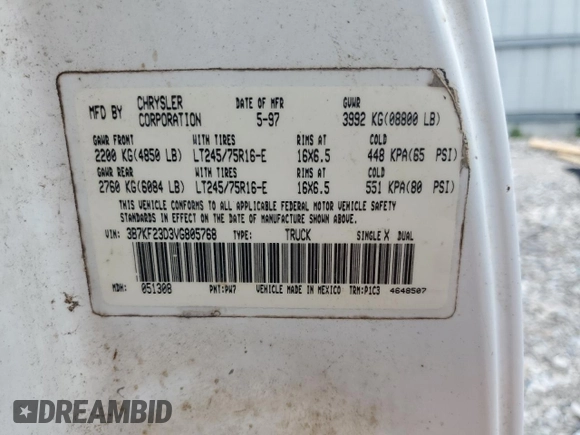 MFD BY CHRYSLER CORPORATION DATE OF MFR 5-97 GVWR 3992 KG(08800 LB)
GAWR FRONT WITH TIRES RIMS AT COLD
2200 KG(4850 LB) LT245/75R16-E 16X6.5 448 KPA(65 PSI)
GAWR REAR WITH TIRES RIMS AT COLD
2760 KG(6084 LB) LT245/75R16-E 16X6.5 551 KPA(80 PSI)
THIS VEHICLE CONFORMS TO ALL APPLICABLE FEDERAL MOTOR VEHICLE SAFETY
STANDARDS IN EFFECT ON THE DATE OF MANUFACTURE SHOWN ABOVE.
VIN: 3B7KF23D3VG805768 TYPE: TRUCK SINGLE X DUAL
MDH: 051308 PNT:PW7 VEHICLE MADE IN MEXICO TRM:P1C3 4648507
DREAMBID